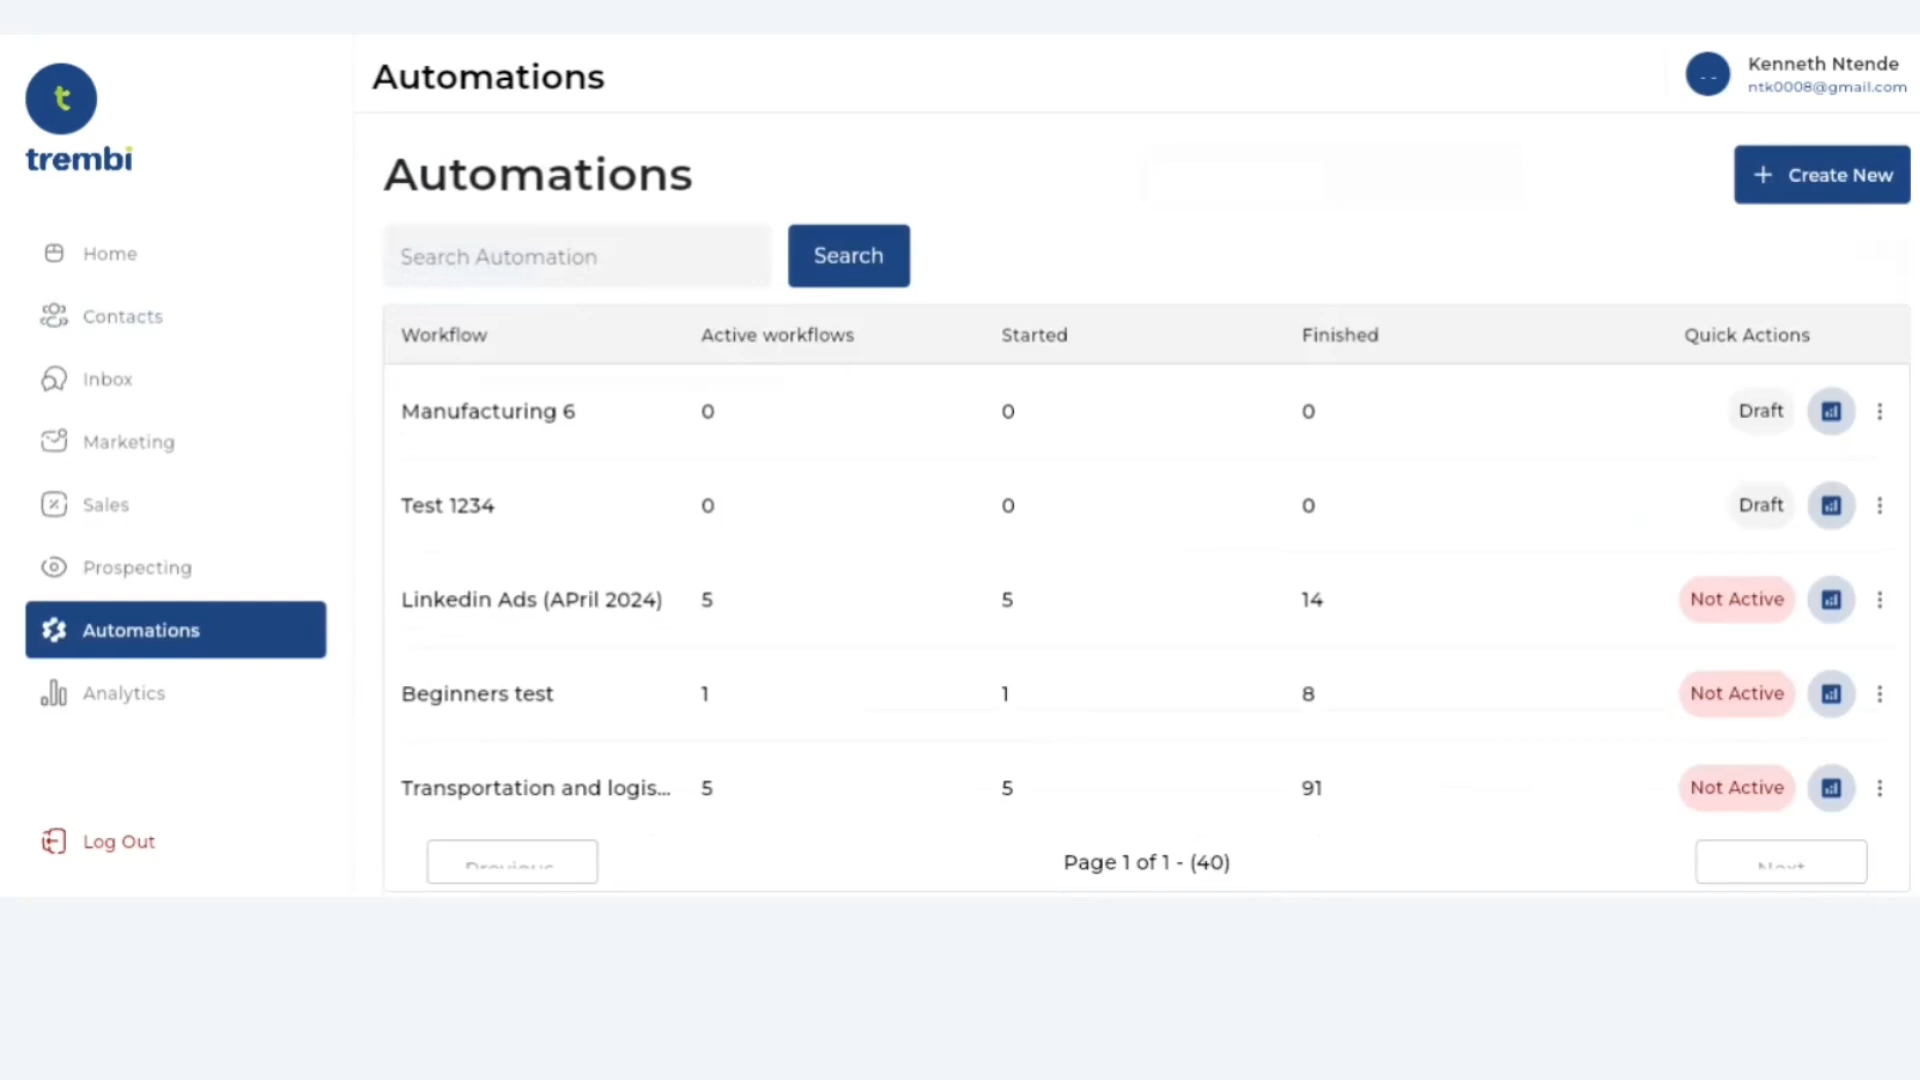 t
trembi
Home
Contacts
Inbox
Marketing
Sales
Prospecting
Automations
Analytics
Log Out
Automations
- -
Kenneth Ntende
ntk0008@gmail.com
Automations
+ Create New
Search Automation
Search
Workflow Active workflows Started Finished Quick Actions
Manufacturing 6 0 0 0 Draft
Test 1234 0 0 0 Draft
Linkedin Ads (APril 2024) 5 5 14 Not Active
Beginners test 1 1 8 Not Active
Transportation and logis... 5 5 91 Not Active
Previous Page 1 of 1 - (40) Next